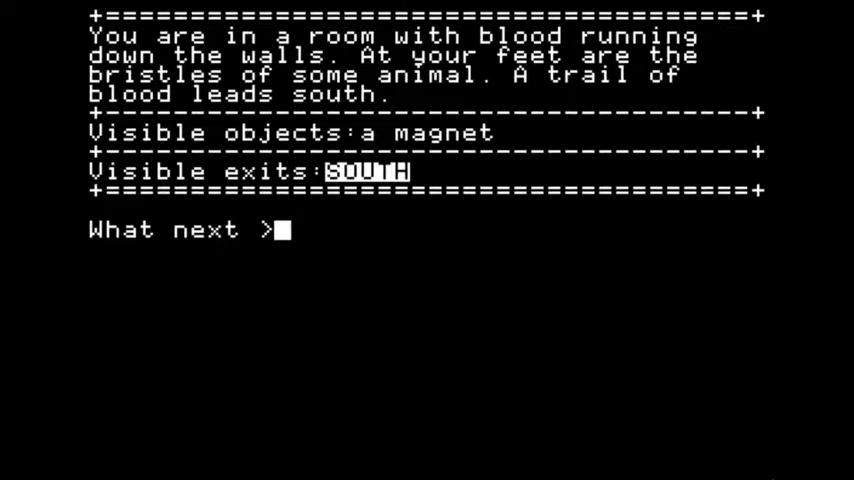 +=======================================+
You are in a room with blood running
down the walls. At your feet are the
bristles of some animal. A trail of
blood leads south.
+---------------------------------------+
Visible objects:a magnet
+---------------------------------------+
Visible exits:SOUTH
+=======================================+
What next >